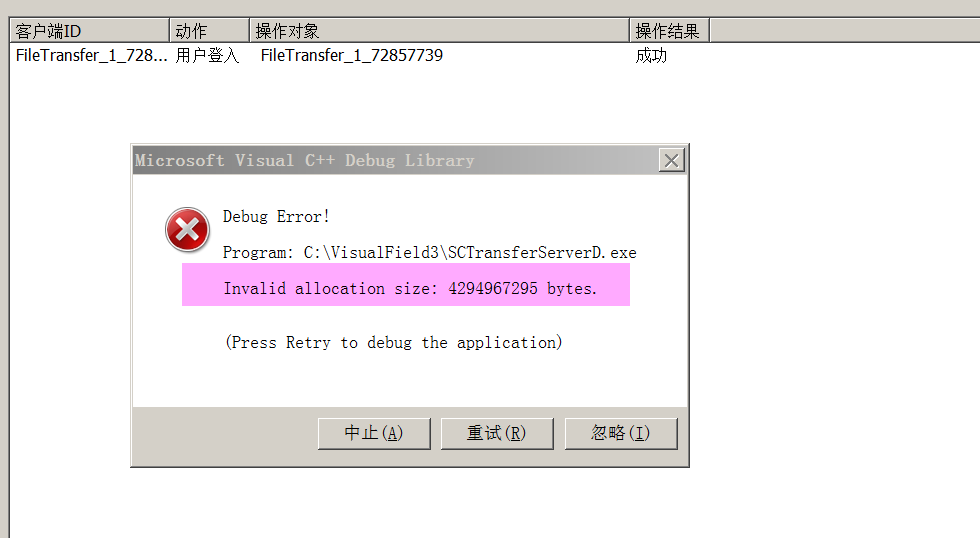 客户端ID 动作 操作对象 操作结果
FileTransfer_1_728... 用户登入 FileTransfer_1_72857739 成功
Microsoft Visual C++ Debug Library
Debug Error!
Program: C:\VisualField3\SCTransferServerD.exe
Invalid allocation size: 4294967295 bytes.
(Press Retry to debug the application)
中止(A) 重试(R) 忽略(I)